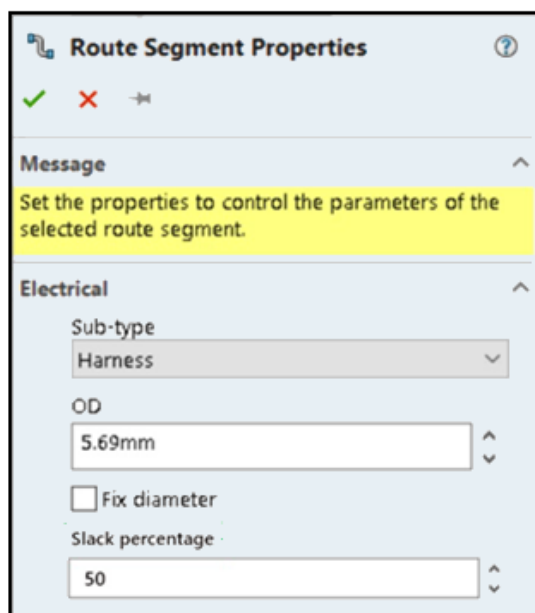 Route Segment Properties
Message
Set the properties to control the parameters of the
selected route segment.
Electrical
Sub-type
Harness
OD
5.69mm
Fix diameter
Slack percentage
50